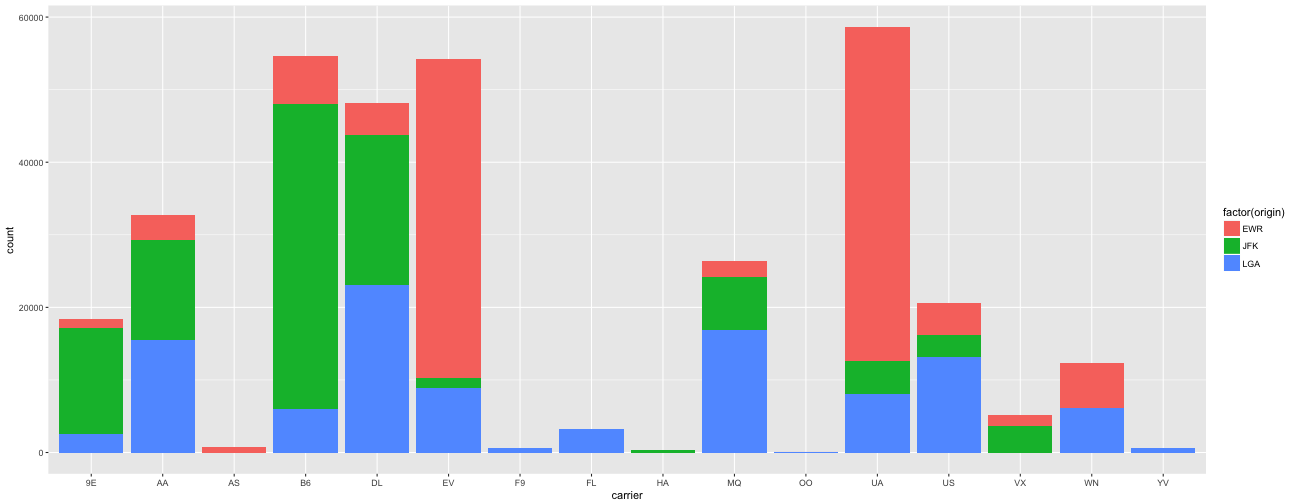 60000
40000
20000
0
count
9E AA AS B6 DL EV F9 FL HA MQ OO UA US VX WN YV
carrier
factor(origin)
EWR
JFK
LGA